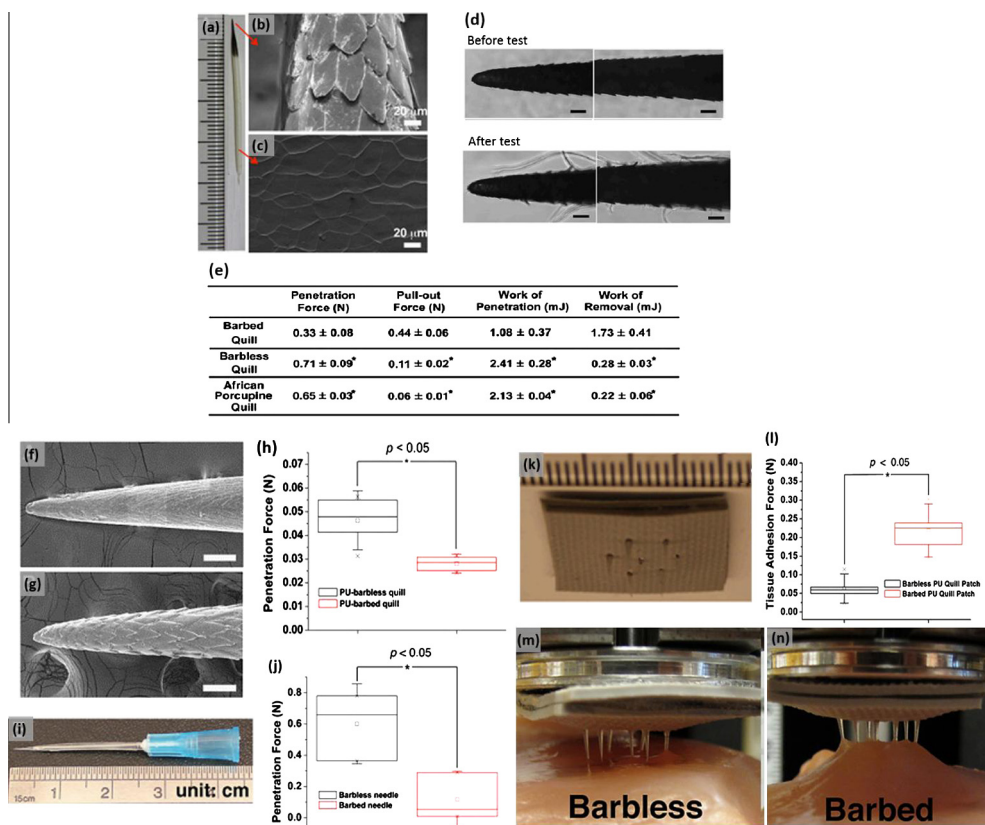 (a)
(b)
20 μm
(c)
20 μm
(d)
Before test
After test
(e)
Penetration Force (N) Pull-out Force (N) Work of Penetration (mJ) Work of Removal (mJ)
Barbed Quill 0.33 ± 0.08 0.44 ± 0.06 1.08 ± 0.37 1.73 ± 0.41
Barbless Quill 0.71 ± 0.09* 0.11 ± 0.02* 2.41 ± 0.28* 0.28 ± 0.03*
African Porcupine Quill 0.65 ± 0.03* 0.06 ± 0.01* 2.13 ± 0.04* 0.22 ± 0.06*
(f)
(g)
(h)
p < 0.05
*
Penetration Force (N)
0.07
0.06
0.05
0.04
0.03
0.02
0.01
0.00
PU-barbless quill
PU-barbed quill
(i)
15cm 1 2 3 unit: cm
(j)
p < 0.05
*
Penetration Force (N)
0.8
0.6
0.4
0.2
0.0
Barbless needle
Barbed needle
(k)
(l)
p < 0.05
*
Tissue Adhesion Force (N)
0.40
0.35
0.30
0.25
0.20
0.15
0.10
0.05
0.00
Barbless PU Quill Patch
Barbed PU Quill Patch
(m)
Barbless
(n)
Barbed